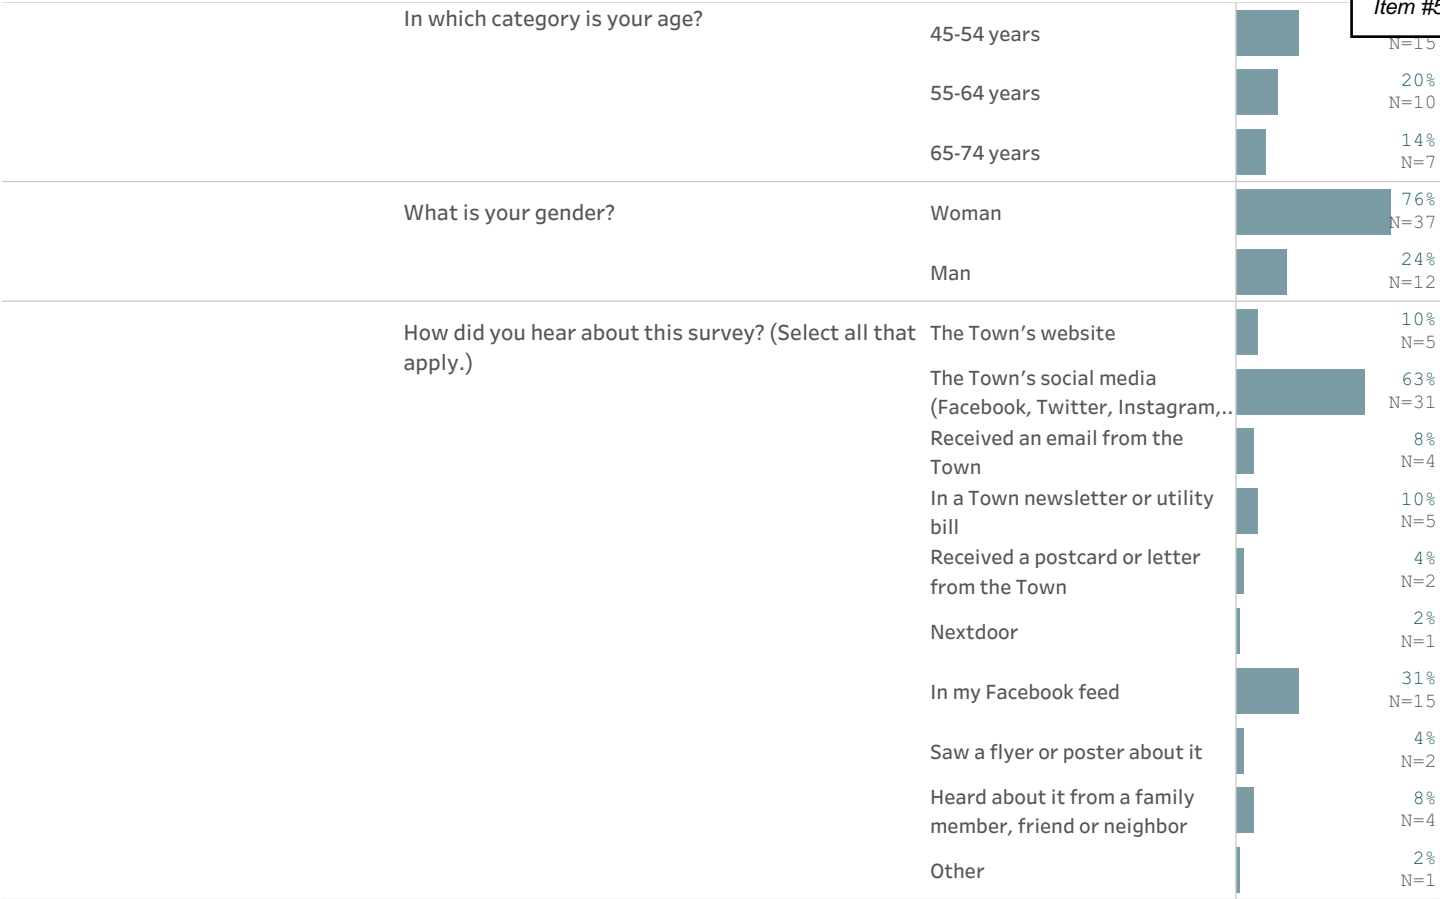 Item #5
In which category is your age?
45-54 years
N=15
55-64 years
20%
N=10
65-74 years
14%
N=7
What is your gender?
Woman
76%
N=37
Man
24%
N=12
How did you hear about this survey? (Select all that
apply.)
The Town’s website
10%
N=5
The Town’s social media
(Facebook, Twitter, Instagram,..
63%
N=31
Received an email from the
Town
8%
N=4
In a Town newsletter or utility
bill
10%
N=5
Received a postcard or letter
from the Town
4%
N=2
Nextdoor
2%
N=1
In my Facebook feed
31%
N=15
Saw a flyer or poster about it
4%
N=2
Heard about it from a family
member, friend or neighbor
8%
N=4
Other
2%
N=1